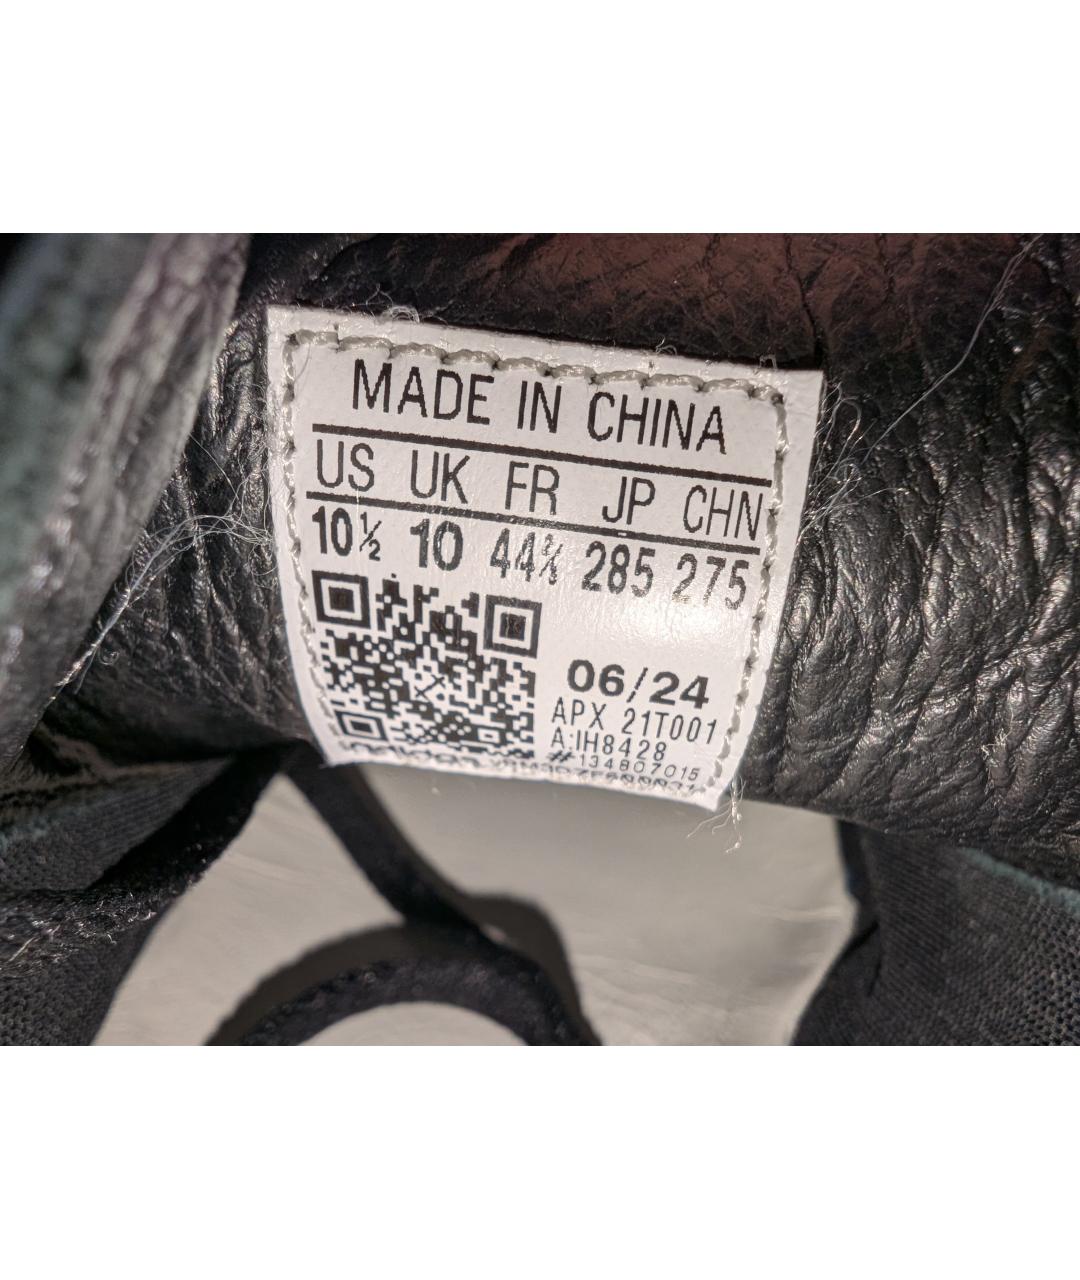 MADE IN CHINA
US UK FR JP CHN
10½ 10 44⅔ 285 275
06/24
APX 21T001
A:IH8428
#134807015